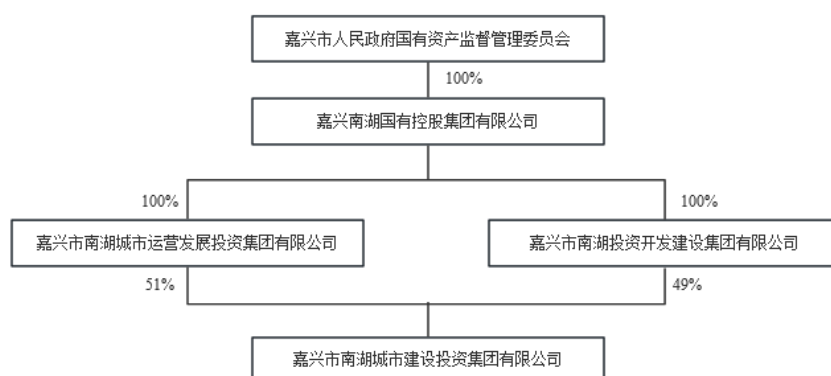 嘉兴市人民政府国有资产监督管理委员会
100%
嘉兴南湖国有控股集团有限公司
100%
100%
嘉兴市南湖城市运营发展投资集团有限公司
嘉兴市南湖投资开发建设集团有限公司
51%
49%
嘉兴市南湖城市建设投资集团有限公司